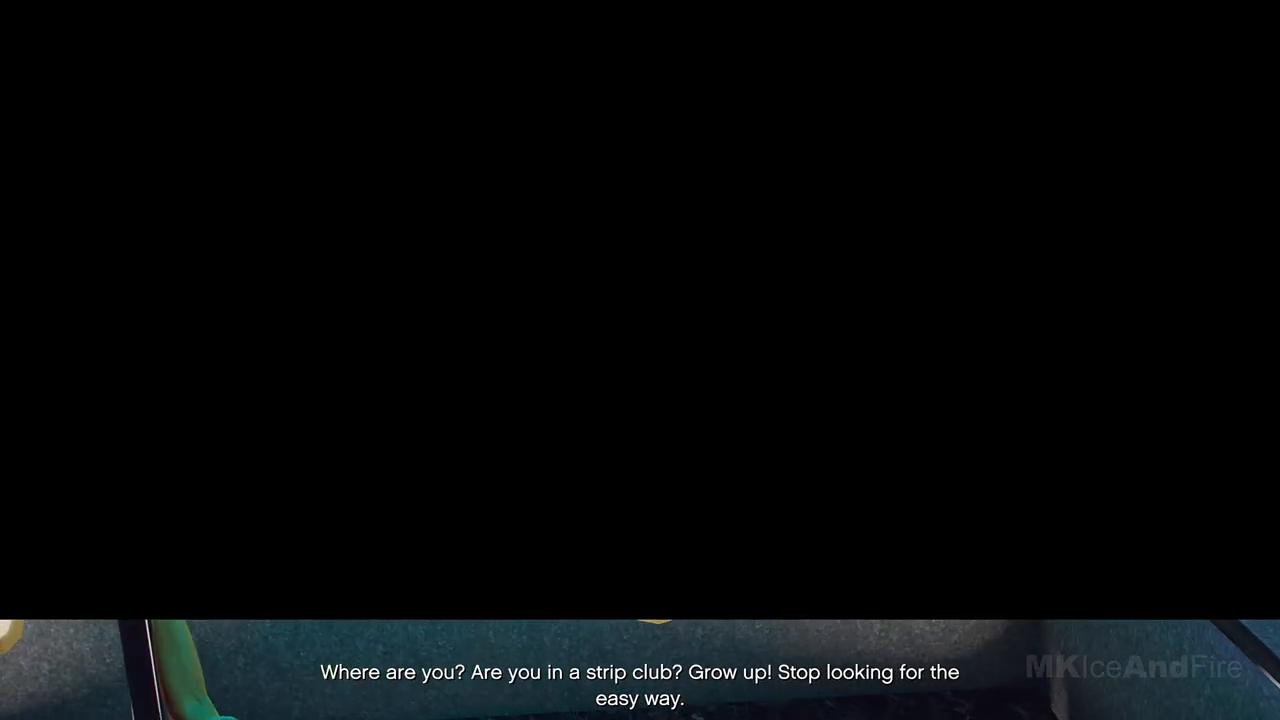 Where are you? Are you in a strip club? Grow up! Stop looking for the
easy way.
MKIceAndFire